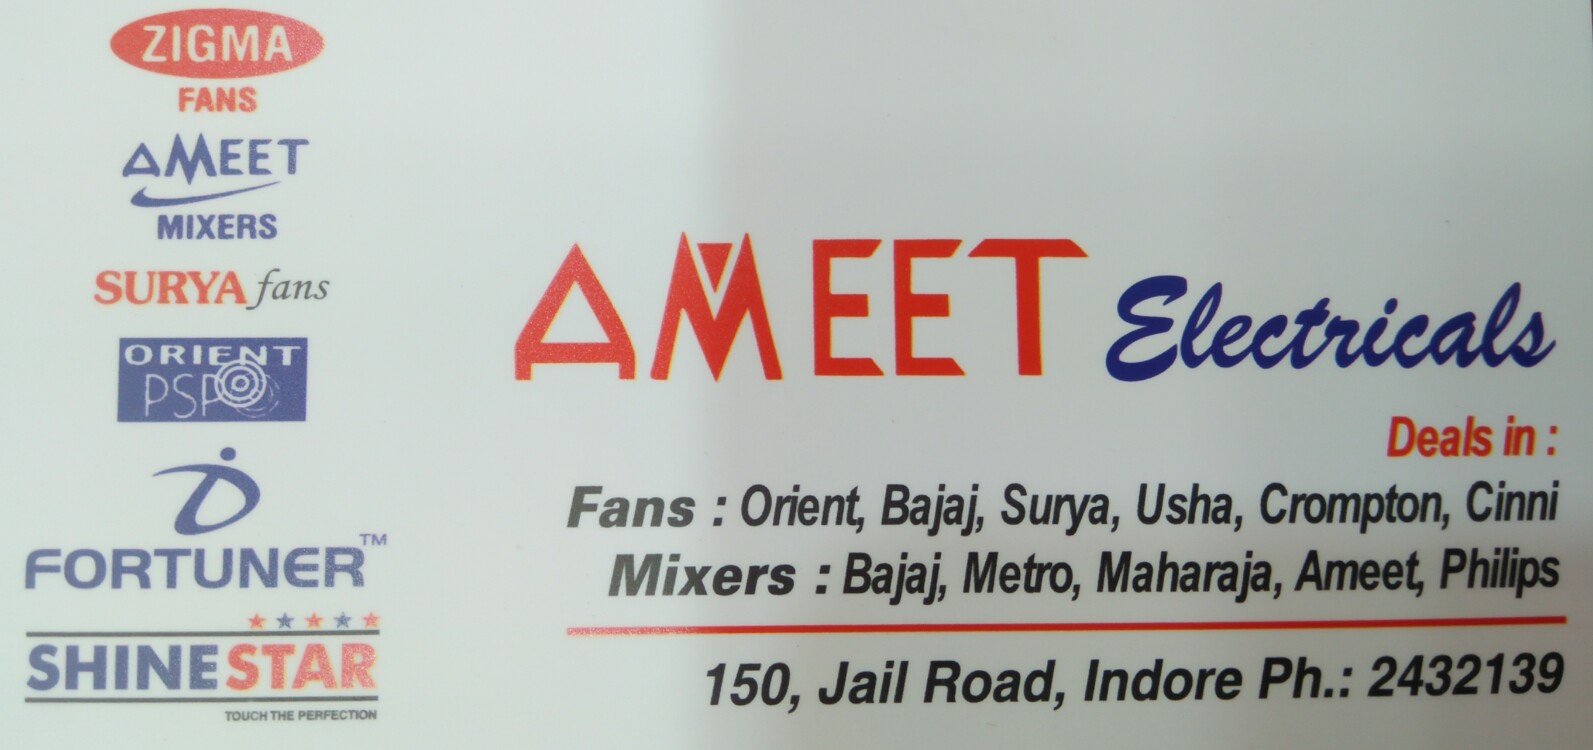 ZIGMA
FANS
AMEET
MIXERS
SURYA fans
ORIENT
PSPO
FORTUNER™
SHINESTAR
TOUCH THE PERFECTION
AMEET Electricals
Deals in :
Fans : Orient, Bajaj, Surya, Usha, Crompton, Cinni
Mixers : Bajaj, Metro, Maharaja, Ameet, Philips
150, Jail Road, Indore Ph.: 2432139